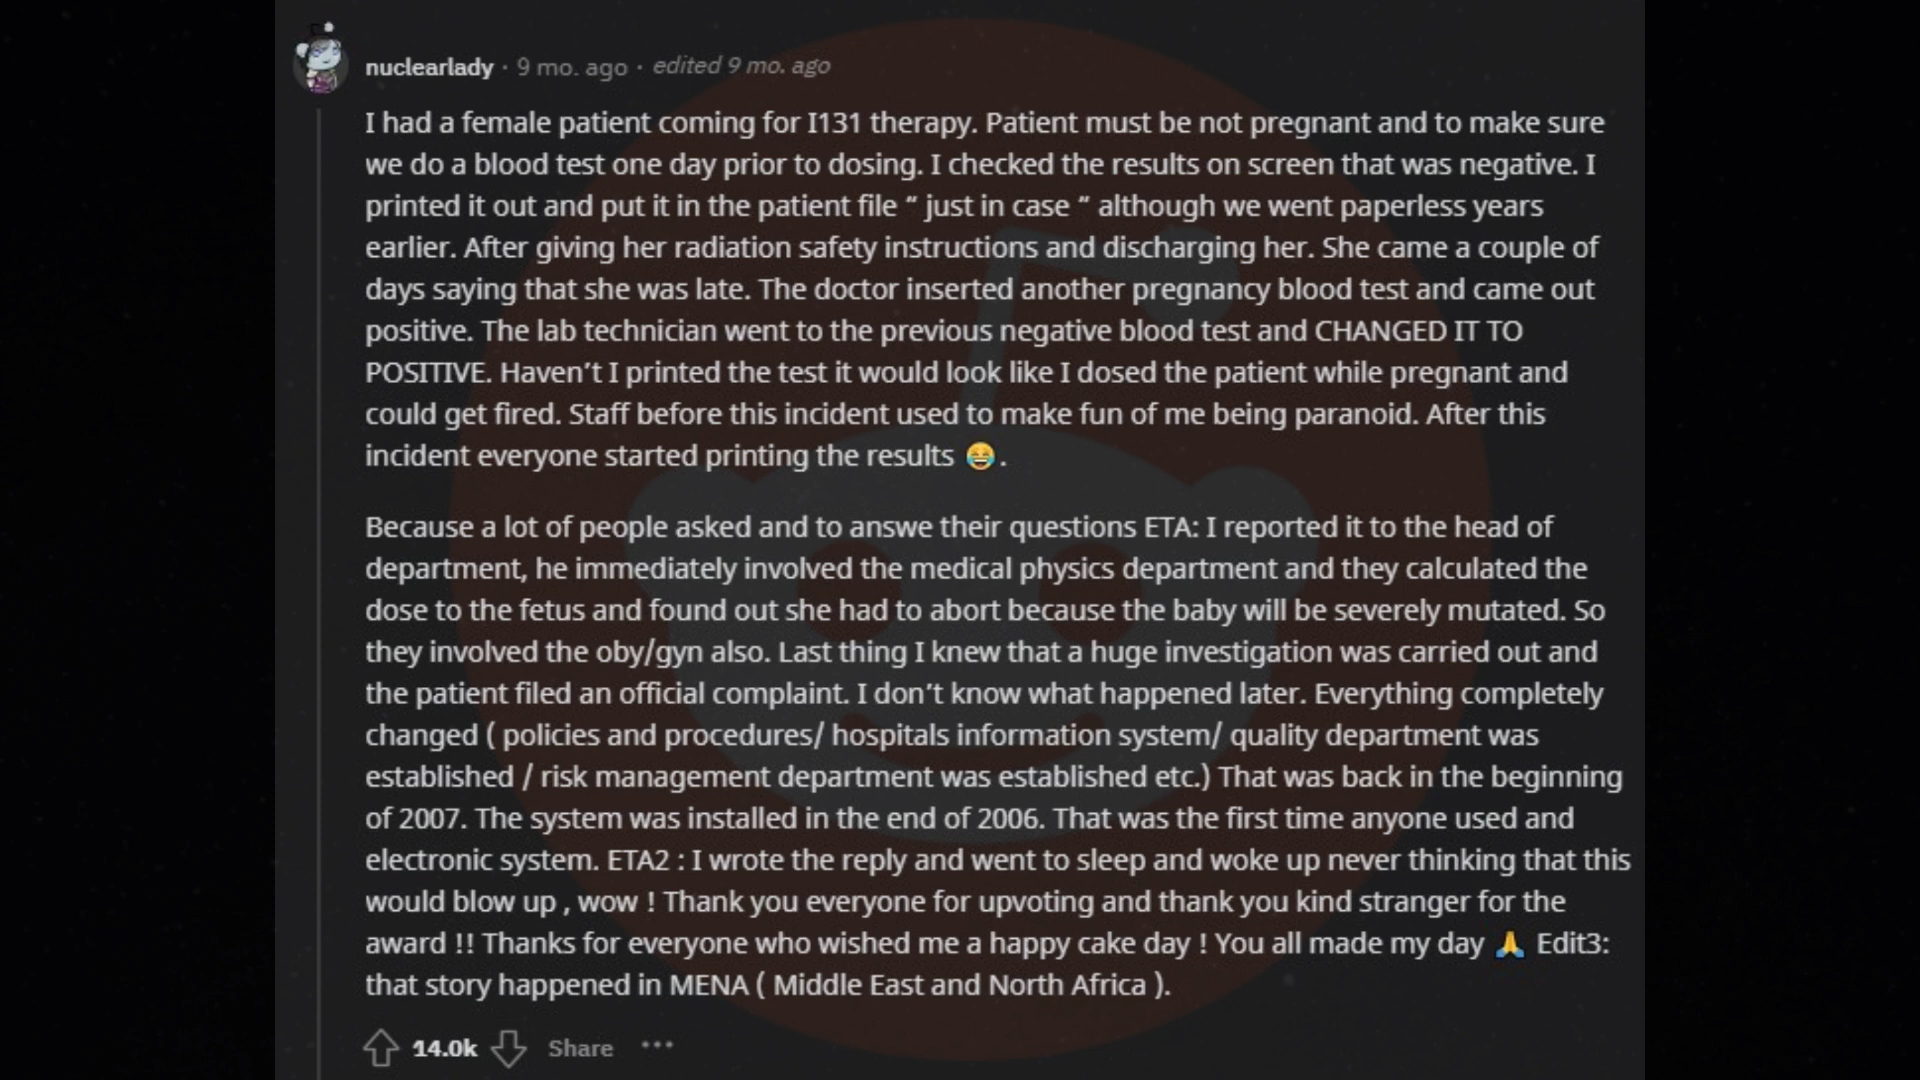 nuclearlady · 9 mo. ago · edited 9 mo. ago
I had a female patient coming for I131 therapy. Patient must be not pregnant and to make sure
we do a blood test one day prior to dosing. I checked the results on screen that was negative. I
printed it out and put it in the patient file “ just in case “ although we went paperless years
earlier. After giving her radiation safety instructions and discharging her. She came a couple of
days saying that she was late. The doctor inserted another pregnancy blood test and came out
positive. The lab technician went to the previous negative blood test and CHANGED IT TO
POSITIVE. Haven’t I printed the test it would look like I dosed the patient while pregnant and
could get fired. Staff before this incident used to make fun of me being paranoid. After this
incident everyone started printing the results 😂.
Because a lot of people asked and to answe their questions ETA: I reported it to the head of
department, he immediately involved the medical physics department and they calculated the
dose to the fetus and found out she had to abort because the baby will be severely mutated. So
they involved the oby/gyn also. Last thing I knew that a huge investigation was carried out and
the patient filed an official complaint. I don’t know what happened later. Everything completely
changed ( policies and procedures/ hospitals information system/ quality department was
established / risk management department was established etc.) That was back in the beginning
of 2007. The system was installed in the end of 2006. That was the first time anyone used and
electronic system. ETA2 : I wrote the reply and went to sleep and woke up never thinking that this
would blow up , wow ! Thank you everyone for upvoting and thank you kind stranger for the
award !! Thanks for everyone who wished me a happy cake day ! You all made my day 🙏 Edit3:
that story happened in MENA ( Middle East and North Africa ).
14.0k Share ···